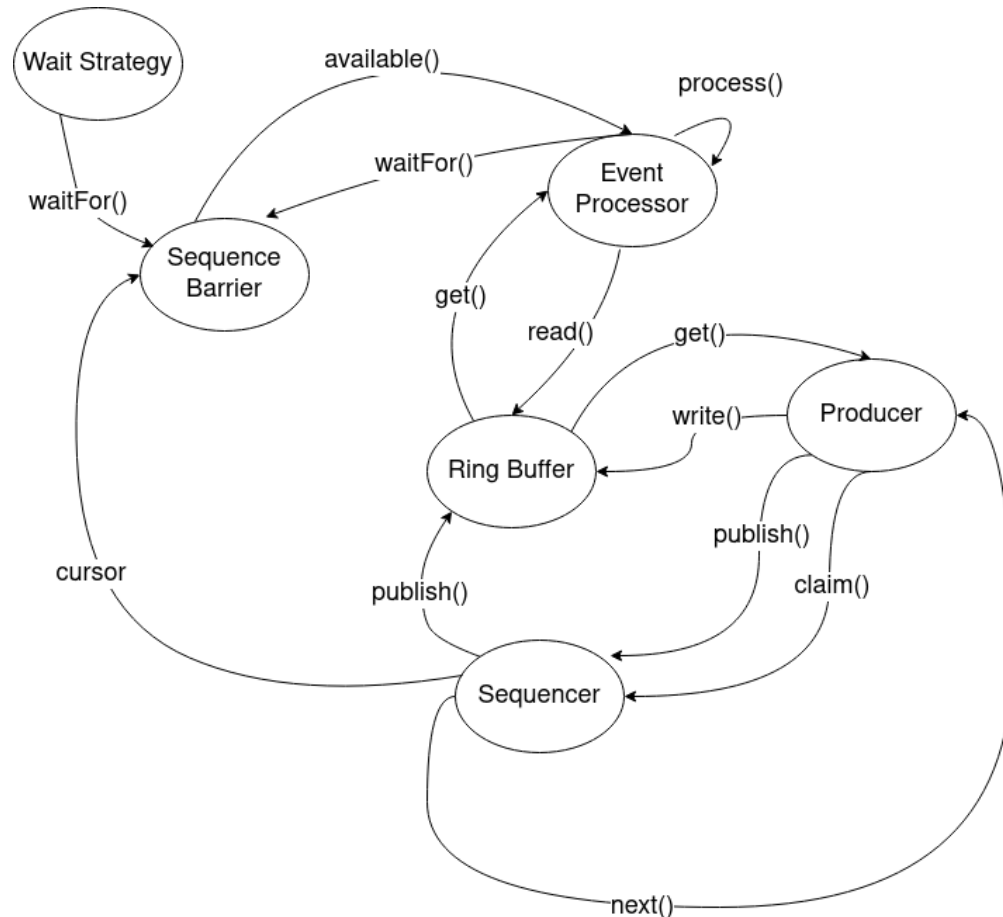 Wait Strategy
available()
process()
waitFor()
Event
Processor
waitFor()
Sequence
Barrier
get()
read()
get()
write()
Producer
Ring Buffer
publish()
cursor
publish()
claim()
Sequencer
next()